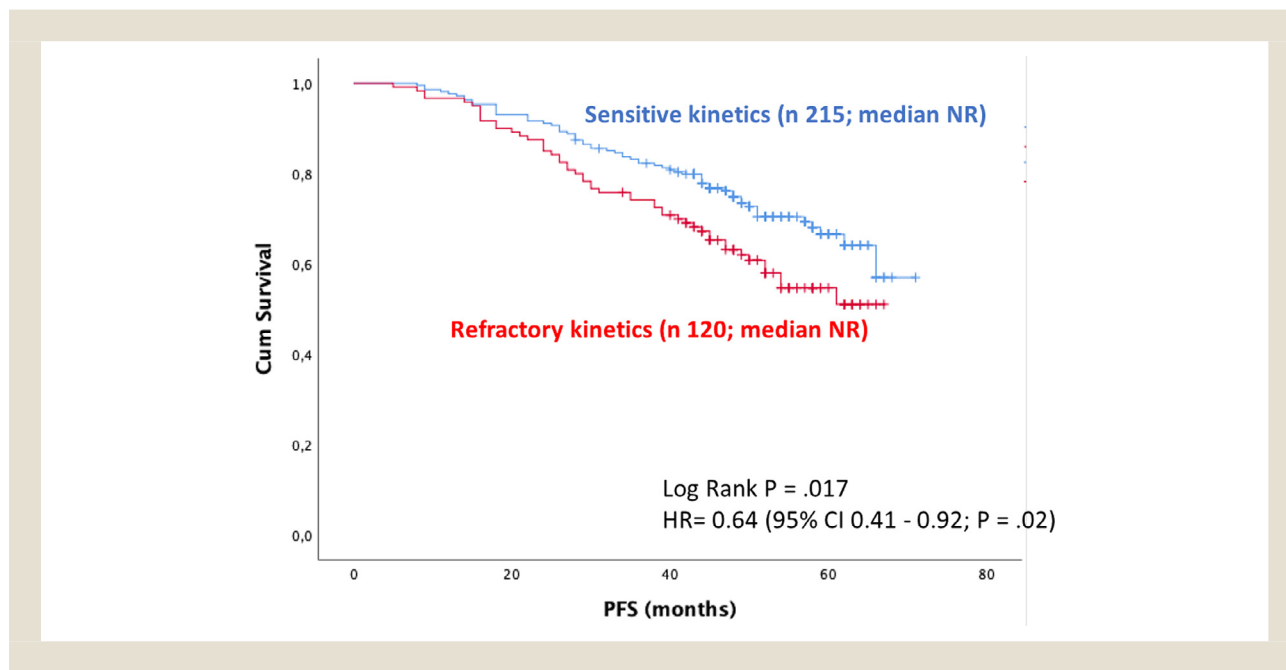 1,0
0,8
0,6
0,4
0,2
0,0
Cum Survival
Sensitive kinetics (n 215; median NR)
Refractory kinetics (n 120; median NR)
Log Rank P = .017
HR= 0.64 (95% CI 0.41 - 0.92; P = .02)
0 20 40 60 80
PFS (months)